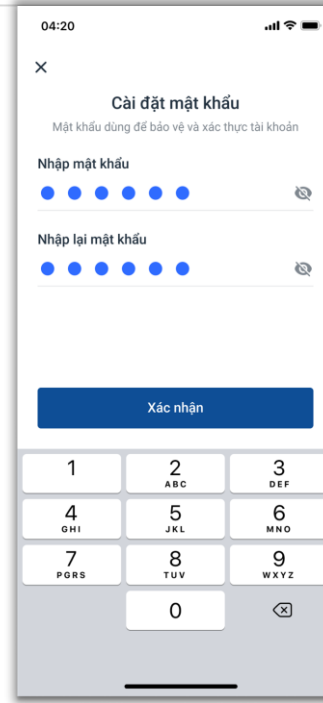 04:20
Cài đặt mật khẩu
Mật khẩu dùng để bảo vệ và xác thực tài khoản
Nhập mật khẩu
Nhập lại mật khẩu
Xác nhận
1 2 3
ABC DEF
4 5 6
GHI JKL MNO
7 8 9
PGRS TUV WXYZ
0